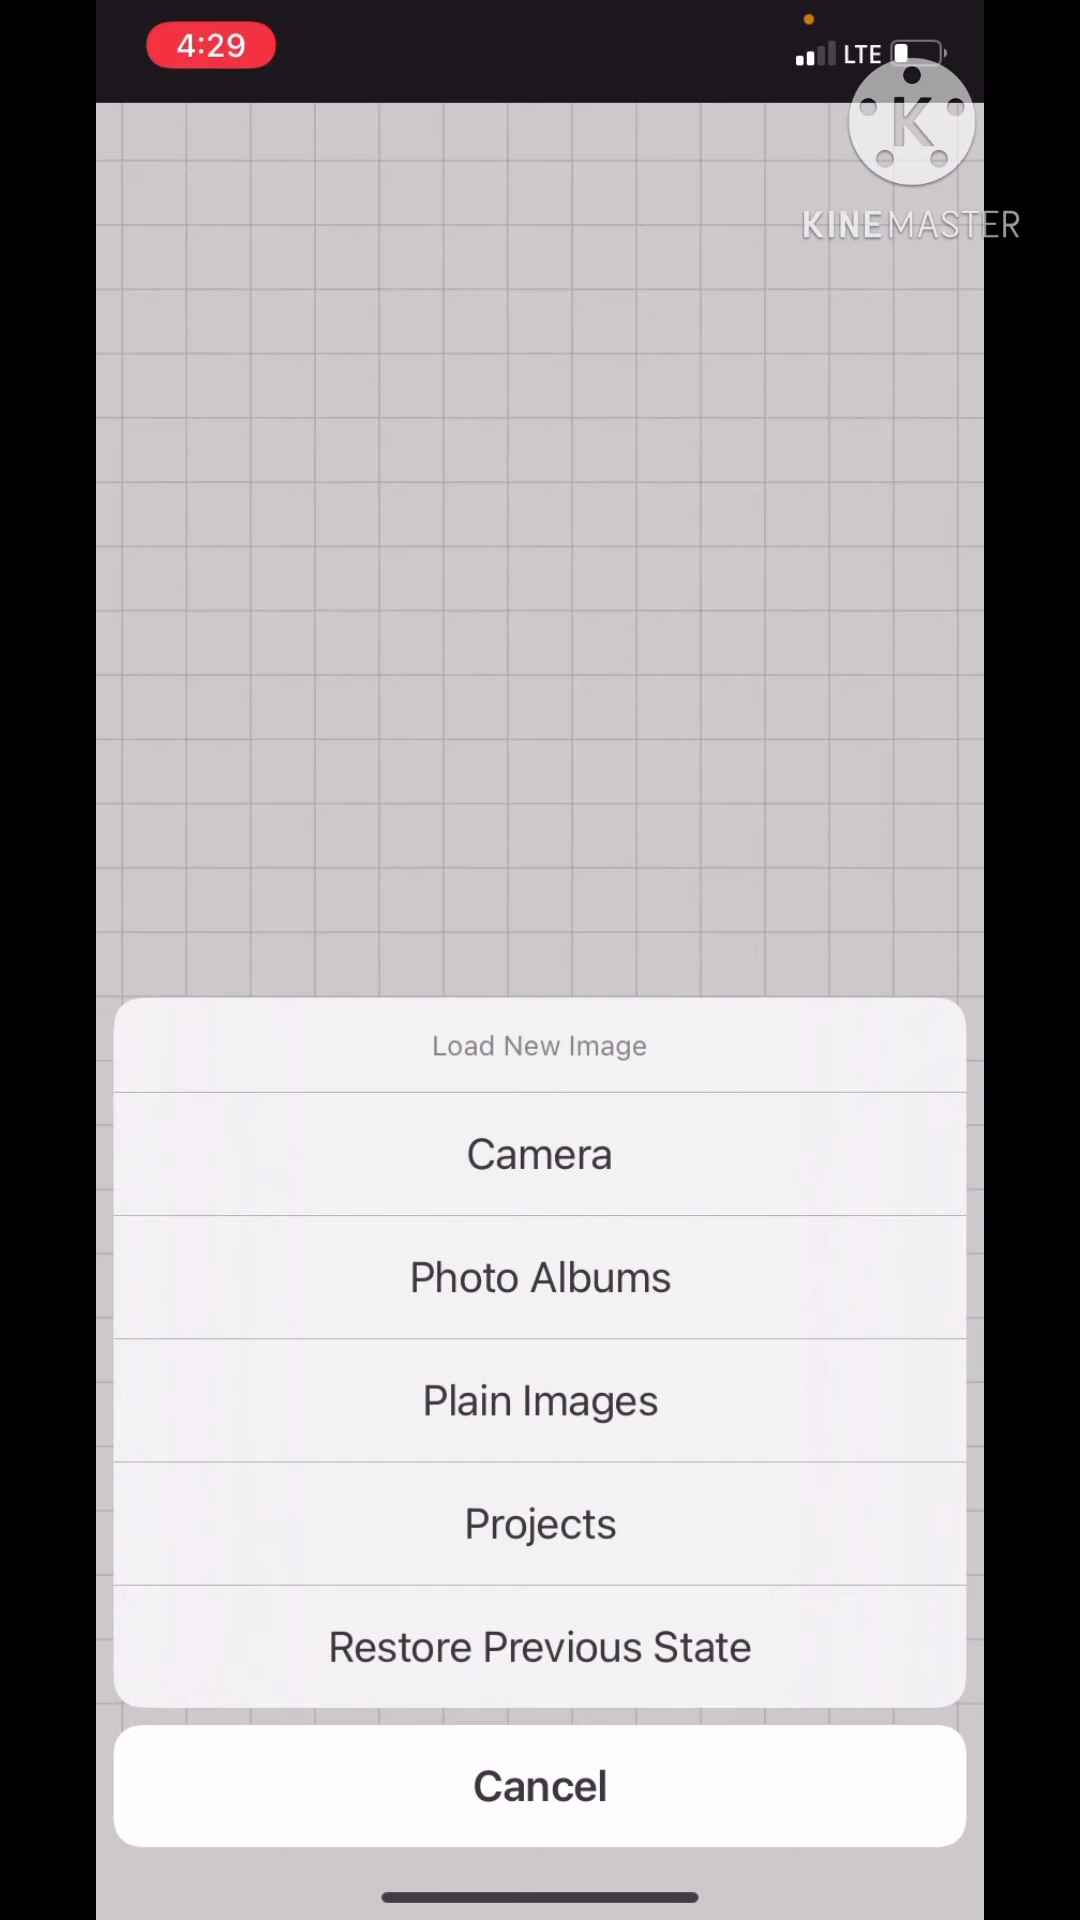 4:29
LTE
K
KINEMASTER
Load New Image
Camera
Photo Albums
Plain Images
Projects
Restore Previous State
Cancel